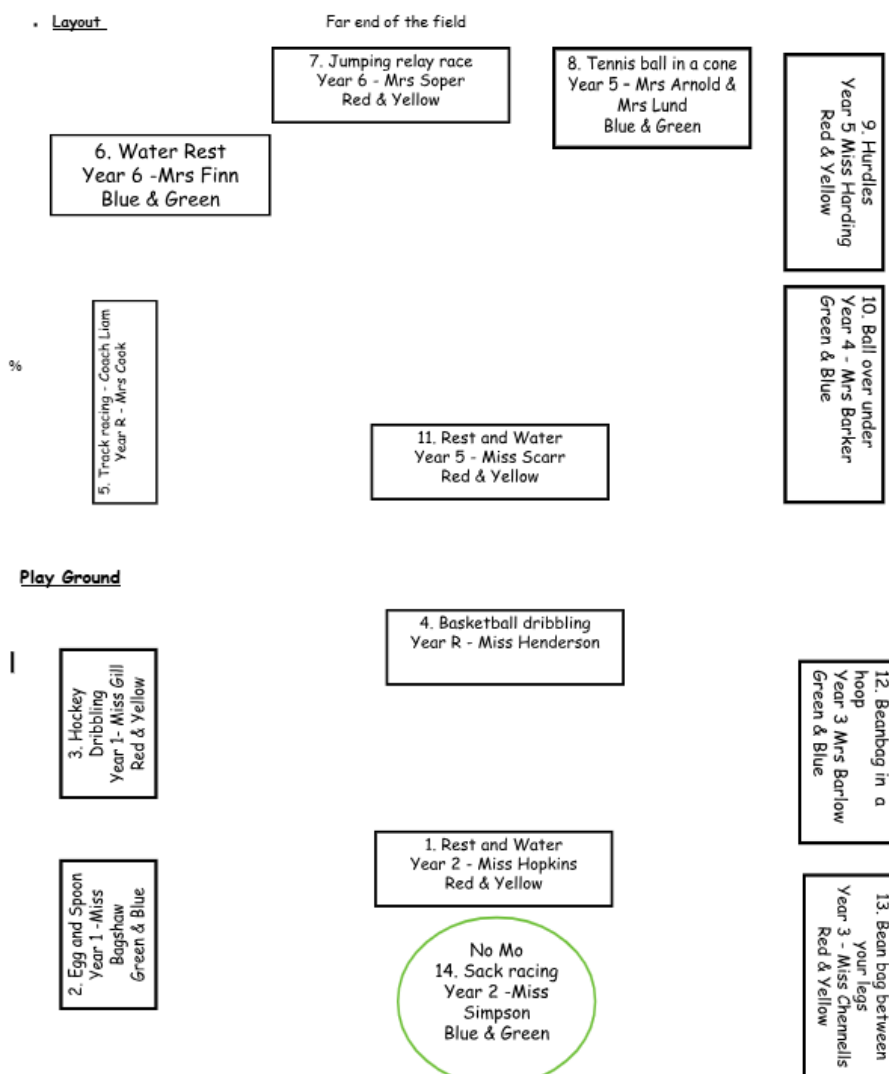 . Layout
Far end of the field
7. Jumping relay race
Year 6 - Mrs Soper
Red & Yellow
8. Tennis ball in a cone
Year 5 - Mrs Arnold &
Mrs Lund
Blue & Green
9. Hurdles
Year 5 Miss Harding
Red & Yellow
6. Water Rest
Year 6 -Mrs Finn
Blue & Green
10. Ball over under
Year 4 - Mrs Barker
Green & Blue
5. Track racing - Coach Liam
Year R - Mrs Cook
%
11. Rest and Water
Year 5 - Miss Scarr
Red & Yellow
Play Ground
4. Basketball dribbling
Year R - Miss Henderson
|
3. Hockey
Dribbling
Year 1- Miss Gill
Red & Yellow
12. Beanbag in a
hoop
Year 3 Mrs Barlow
Green & Blue
1. Rest and Water
Year 2 - Miss Hopkins
Red & Yellow
2. Egg and Spoon
Year 1 -Miss
Bagshaw
Green & Blue
No Mo
14. Sack racing
Year 2 -Miss
Simpson
Blue & Green
13. Bean bag between
your legs
Year 3 - Miss Chennells
Red & Yellow